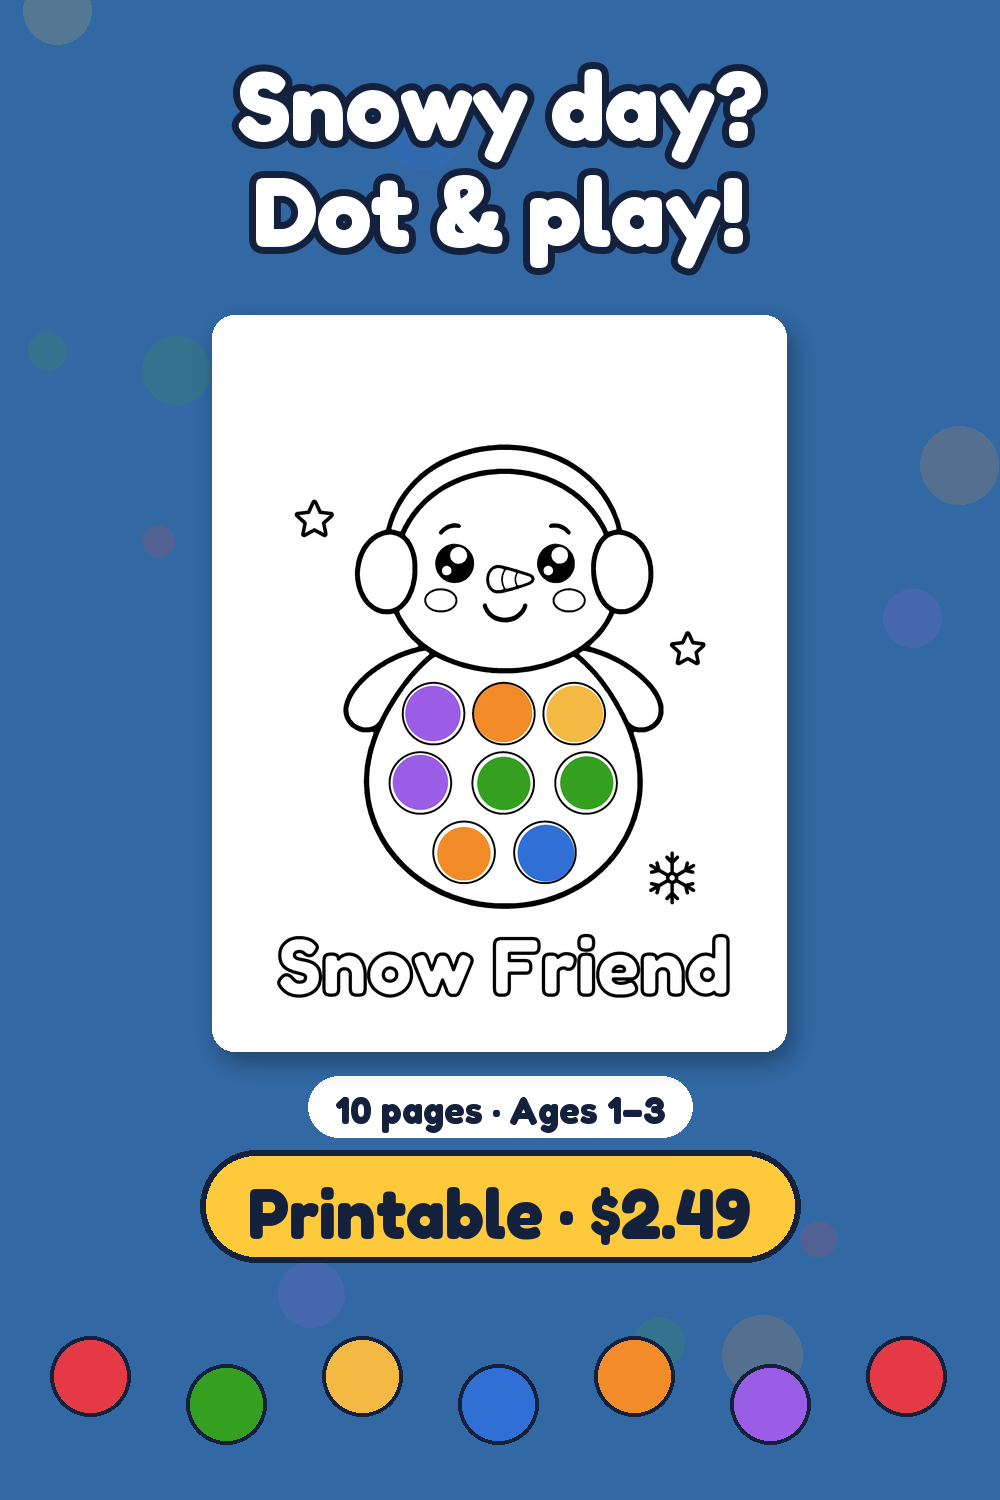 Snowy day?
Dot & play!
Snow Friend
10 pages · Ages 1–3
Printable · $2.49